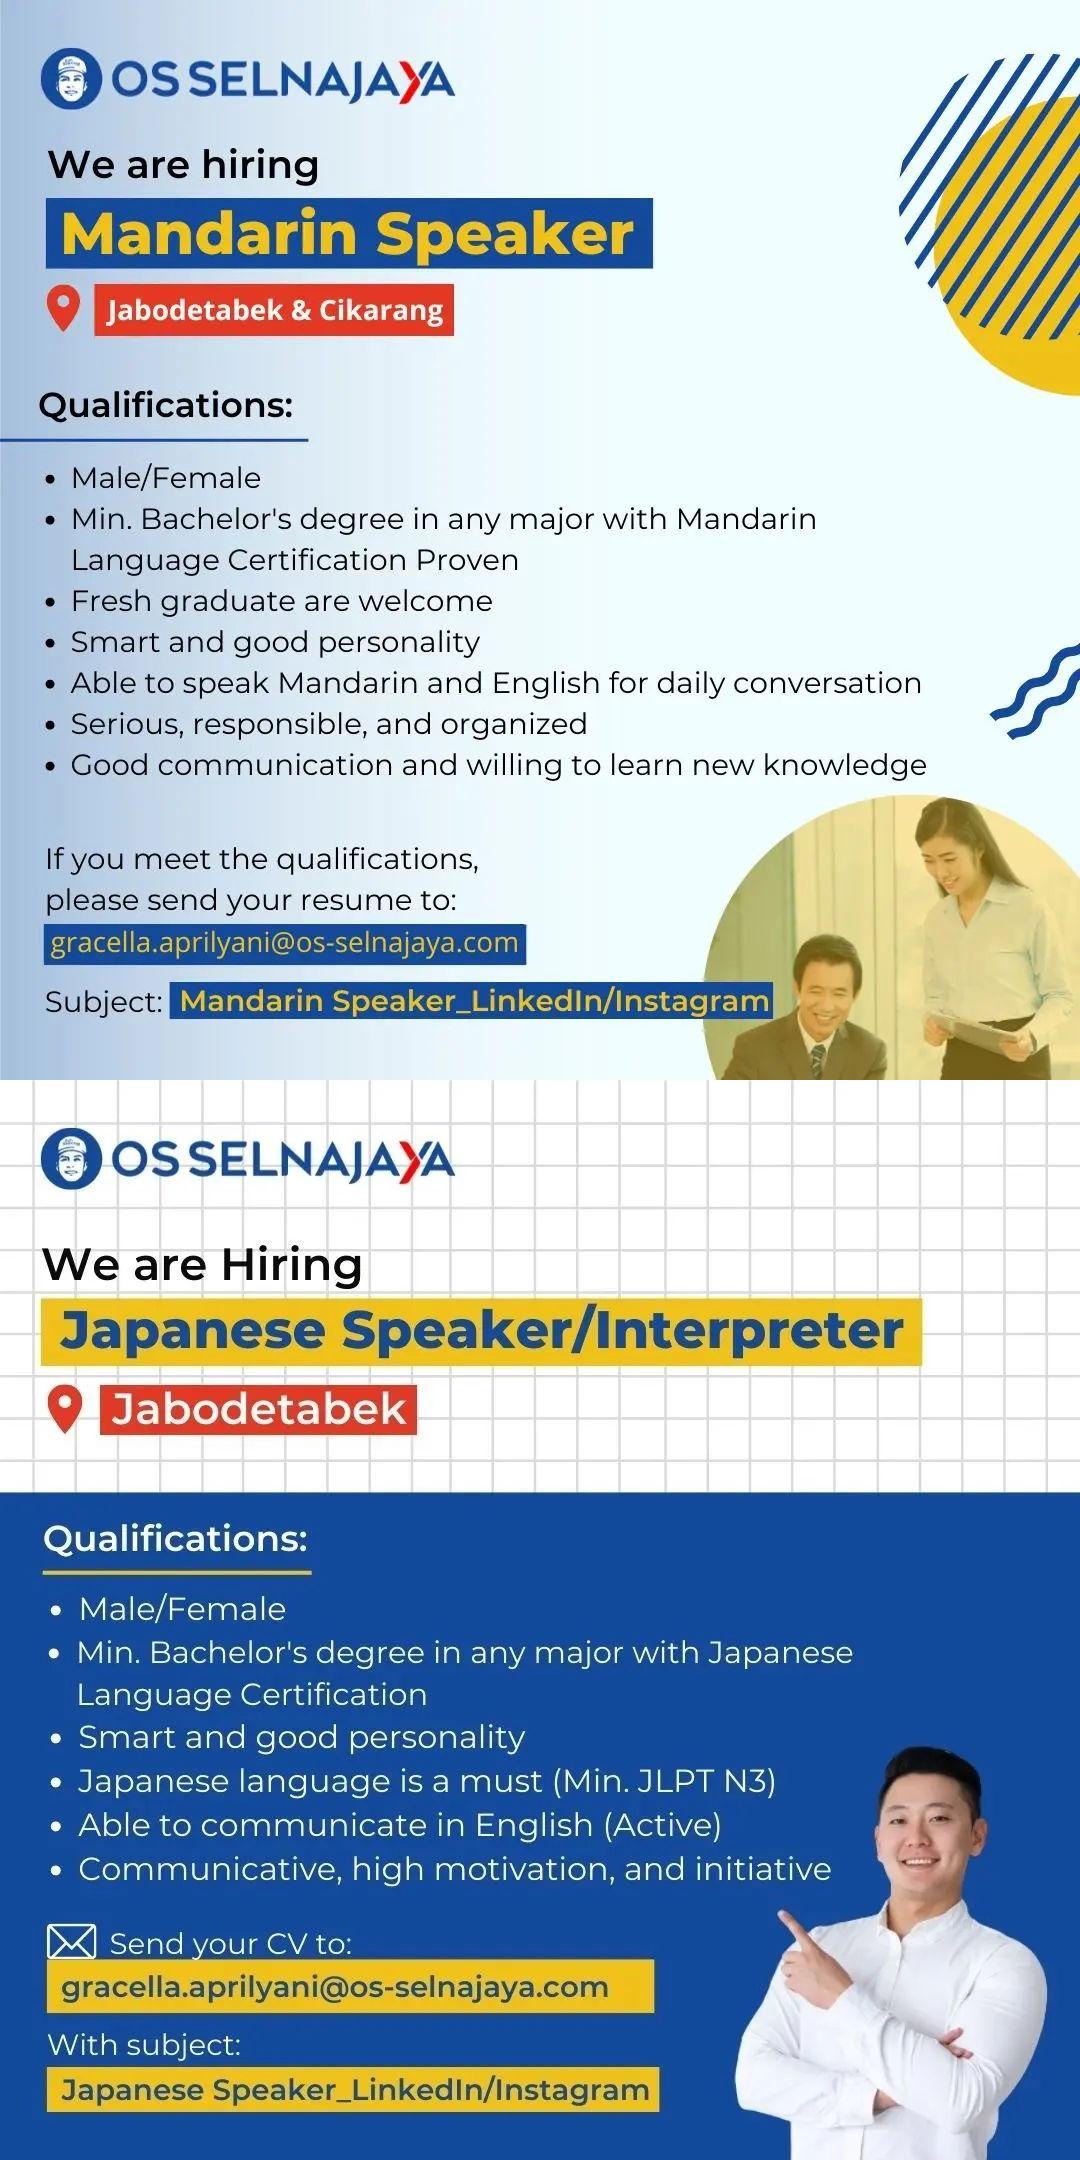 OS SELNAJAYA
We are hiring
Mandarin Speaker
Jabodetabek & Cikarang
Qualifications:
• Male/Female
• Min. Bachelor's degree in any major with Mandarin
Language Certification Proven
• Fresh graduate are welcome
• Smart and good personality
• Able to speak Mandarin and English for daily conversation
• Serious, responsible, and organized
• Good communication and willing to learn new knowledge
If you meet the qualifications,
please send your resume to:
gracella.aprilyani@os-selnajaya.com
Subject: Mandarin Speaker_LinkedIn/Instagram
OS SELNAJAYA
We are Hiring
Japanese Speaker/Interpreter
Jabodetabek
Qualifications:
• Male/Female
• Min. Bachelor's degree in any major with Japanese
Language Certification
• Smart and good personality
• Japanese language is a must (Min. JLPT N3)
• Able to communicate in English (Active)
• Communicative, high motivation, and initiative
Send your CV to:
gracella.aprilyani@os-selnajaya.com
With subject:
Japanese Speaker_LinkedIn/Instagram